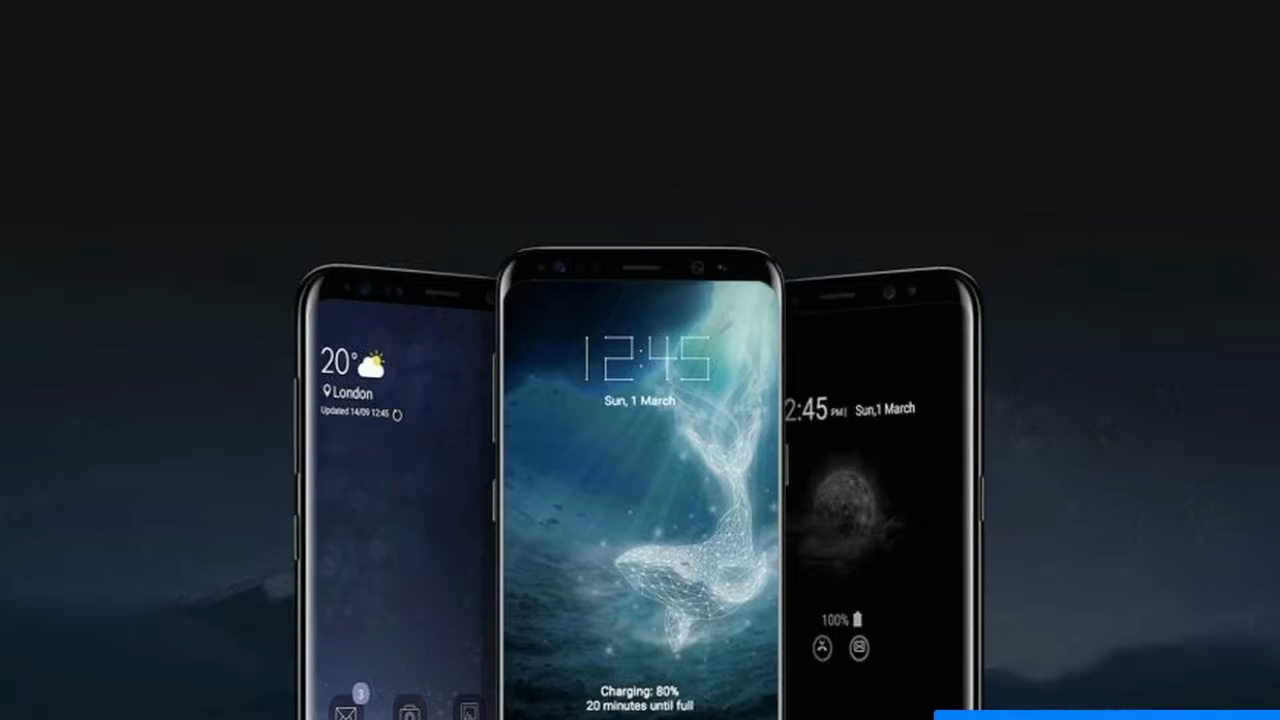 20°
London
Updated 14/09 12:45
3
12:45
Sun, 1 March
Charging: 80%
20 minutes until full
2:45 PM Sun,1 March
100%